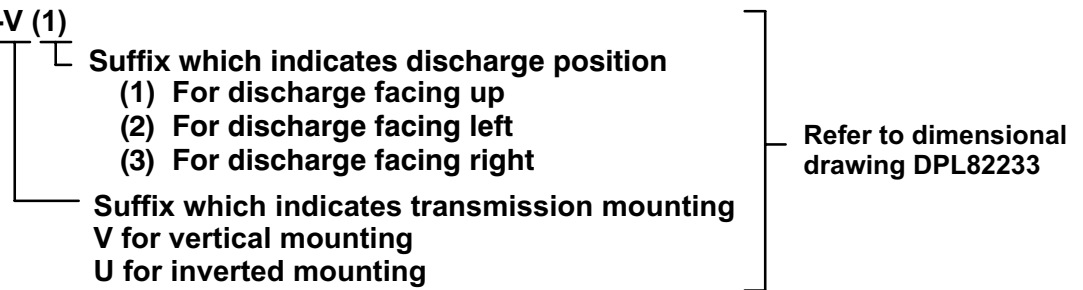 -V (1)
Suffix which indicates discharge position
(1) For discharge facing up
(2) For discharge facing left
(3) For discharge facing right
Refer to dimensional
drawing DPL82233
Suffix which indicates transmission mounting
V for vertical mounting
U for inverted mounting